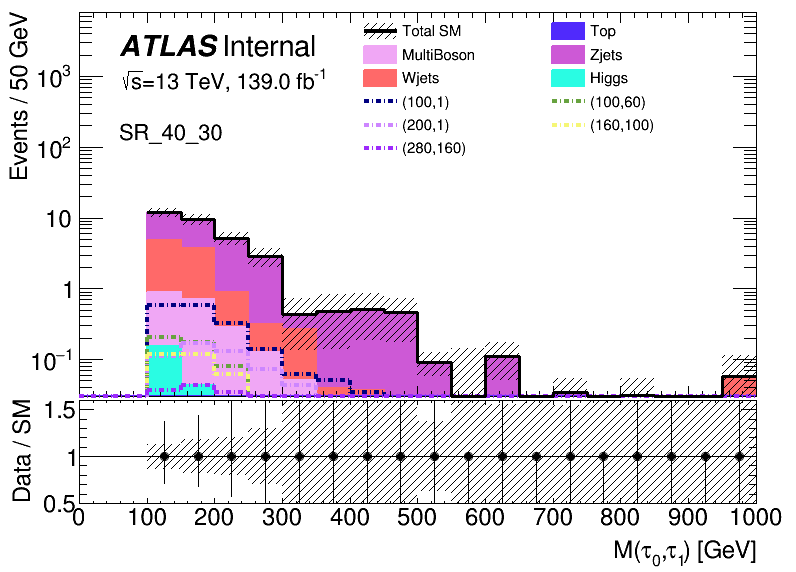 ATLAS Internal
√s=13 TeV, 139.0 fb⁻¹
SR_40_30
Total SM
Top
MultiBoson
Zjets
Wjets
Higgs
(100,1)
(100,60)
(200,1)
(160,100)
(280,160)
Events / 50 GeV
10³
10²
10
1
10⁻¹
Data / SM
1.5
1
0.5
0 100 200 300 400 500 600 700 800 900 1000
M(τ₀,τ₁) [GeV]